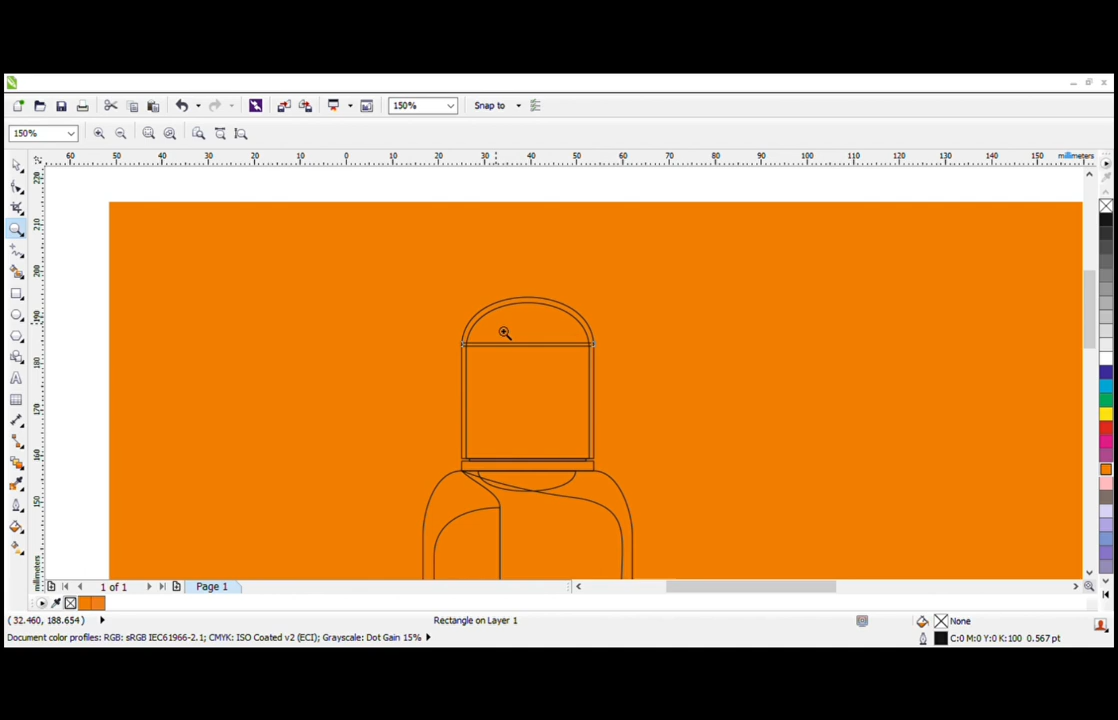 150%
Snap to
150%
60 50 40 30 20 10 0 10 20 30 40 50 60 70 80 90 100 110 120 130 140 150 millimeters
220
210
200
190
180
170
160
150
millimeters
A
1 of 1
Page 1
( 32.460, 188.654 )
Rectangle on Layer 1
None
Document color profiles: RGB: sRGB IEC61966-2.1; CMYK: ISO Coated v2 (ECI); Grayscale: Dot Gain 15%
C:0 M:0 Y:0 K:100 0.567 pt